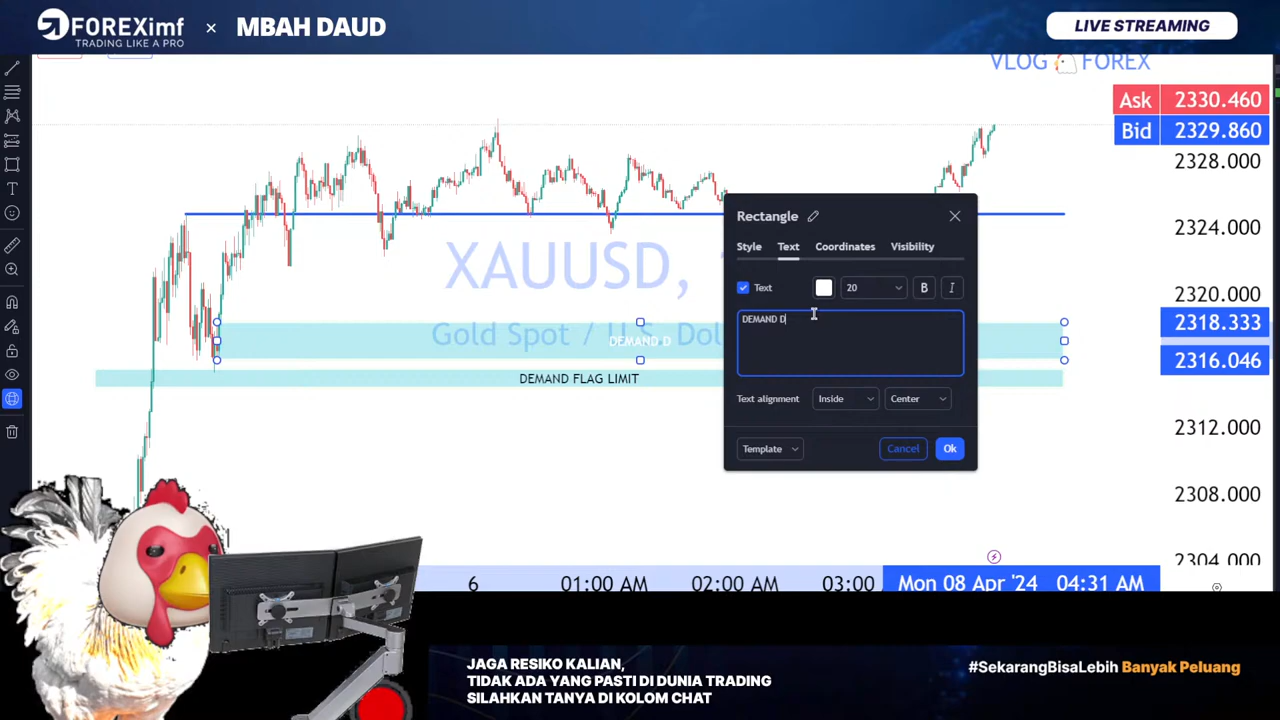 FOREXimf
TRADING LIKE A PRO
×
MBAH DAUD
LIVE STREAMING
VLOG FOREX
Ask 2330.460
Bid 2329.860
2328.000
2324.000
2320.000
2318.333
2316.046
2312.000
2308.000
2304.000
XAUUSD,
Gold Spot / U.S. Dol
DEMAND D
DEMAND FLAG LIMIT
Rectangle
Style Text Coordinates Visibility
Text 20 B I
DEMAND D
Text alignment Inside Center
Template Cancel Ok
6 01:00 AM 02:00 AM 03:00 Mon 08 Apr '24 04:31 AM
JAGA RESIKO KALIAN,
TIDAK ADA YANG PASTI DI DUNIA TRADING
SILAHKAN TANYA DI KOLOM CHAT
#SekarangBisaLebih Banyak Peluang